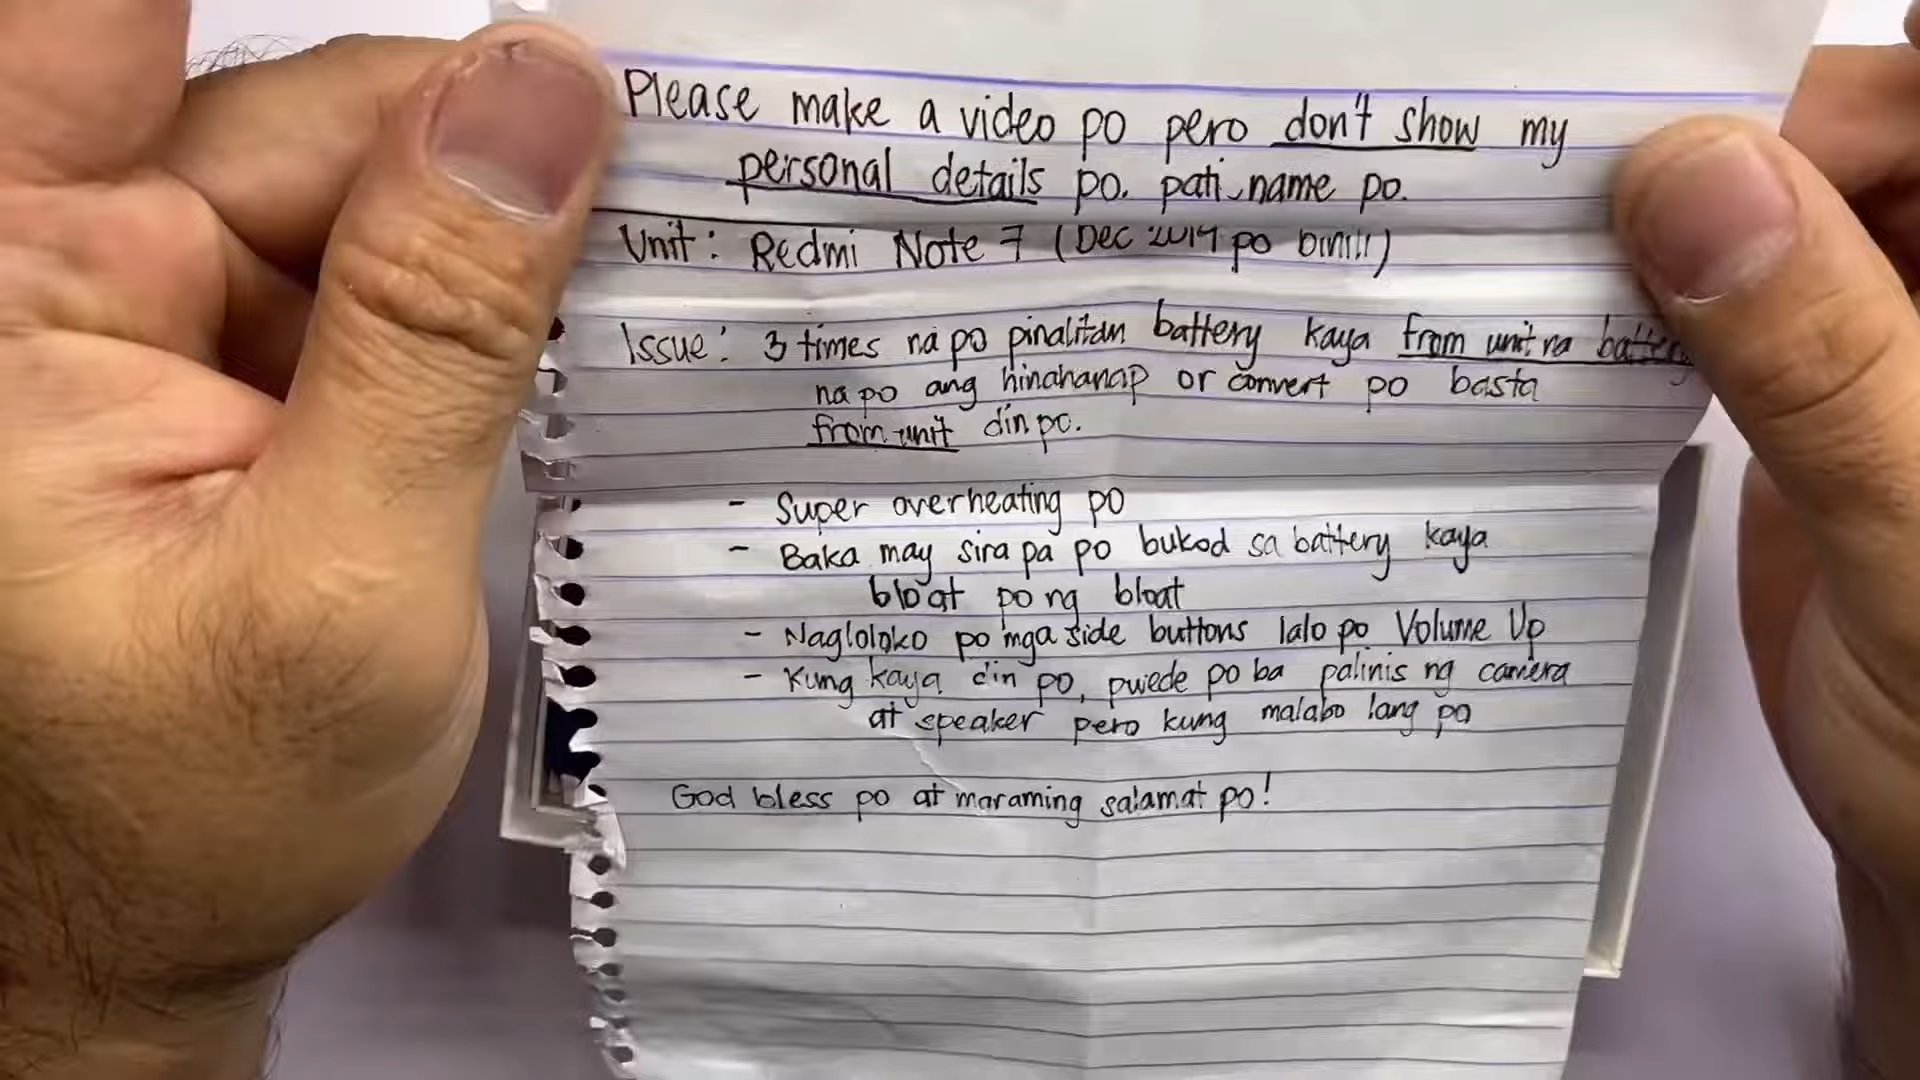 Please make a video po pero don't show my
personal details po. pati name po.
Unit: Redmi Note 7 (Dec 2019 po binili)
Issue: 3 times na po pinalitan battery kaya from unit na battery
na po ang hinahanap or convert po basta
from unit din po.
- Super overheating po
- Baka may sira pa po bukod sa battery kaya
bloat po ng bloat
- Nagloloko po mga side buttons lalo po Volume Up
- Kung kaya din po, pwede po ba palinis ng camera
at speaker pero kung malabo lang po
God bless po at maraming salamat po!